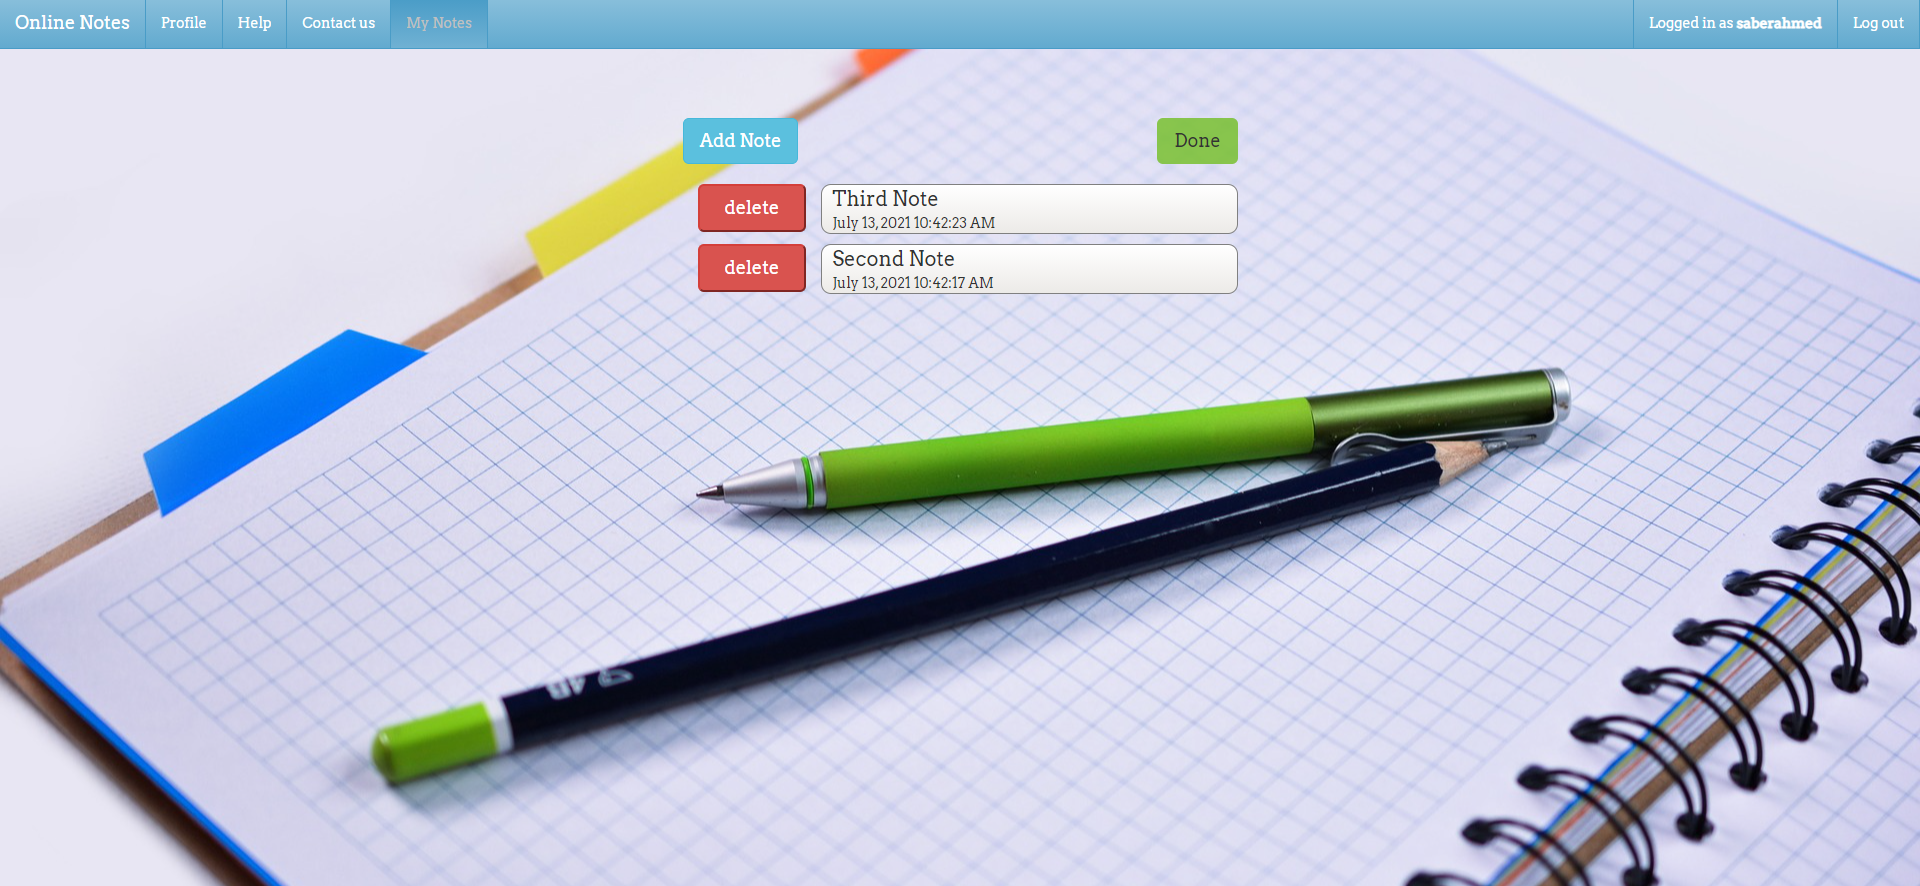 Online Notes Profile Help Contact us My Notes Logged in as saberahmed Log out
Add Note Done
delete Third Note
July 13, 2021 10:42:23 AM
delete Second Note
July 13, 2021 10:42:17 AM
4B